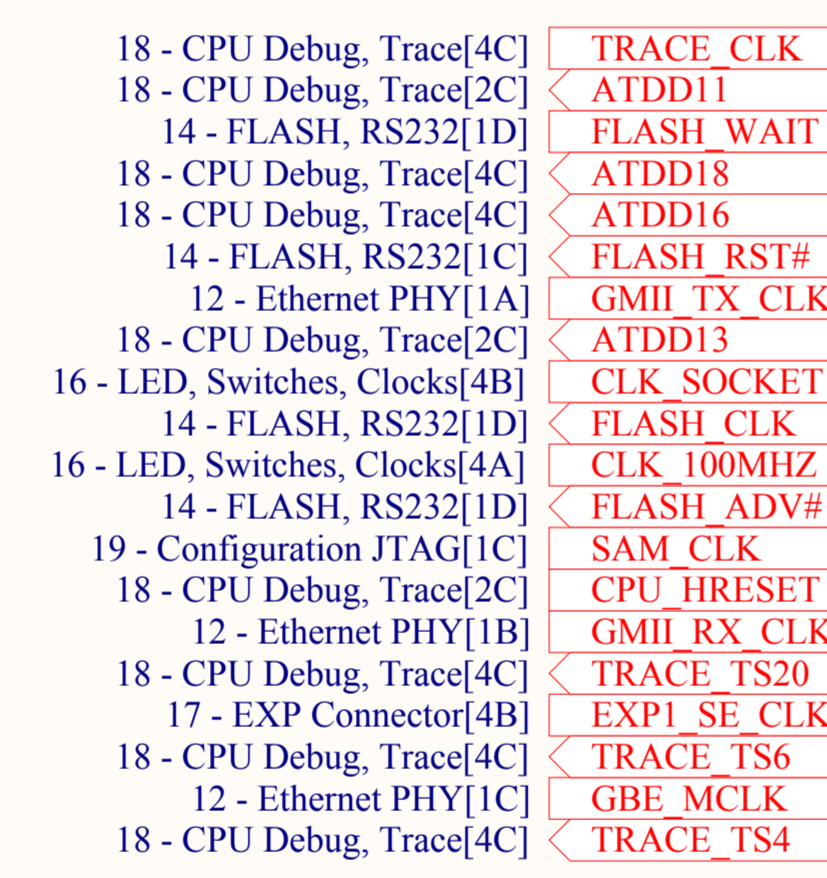 18 - CPU Debug, Trace[4C] TRACE_CLK
18 - CPU Debug, Trace[2C] ATDD11
14 - FLASH, RS232[1D] FLASH_WAIT
18 - CPU Debug, Trace[4C] ATDD18
18 - CPU Debug, Trace[4C] ATDD16
14 - FLASH, RS232[1C] FLASH_RST#
12 - Ethernet PHY[1A] GMII_TX_CLK
18 - CPU Debug, Trace[2C] ATDD13
16 - LED, Switches, Clocks[4B] CLK_SOCKET
14 - FLASH, RS232[1D] FLASH_CLK
16 - LED, Switches, Clocks[4A] CLK_100MHZ
14 - FLASH, RS232[1D] FLASH_ADV#
19 - Configuration JTAG[1C] SAM_CLK
18 - CPU Debug, Trace[2C] CPU_HRESET
12 - Ethernet PHY[1B] GMII_RX_CLK
18 - CPU Debug, Trace[4C] TRACE_TS20
17 - EXP Connector[4B] EXP1_SE_CLK
18 - CPU Debug, Trace[4C] TRACE_TS6
12 - Ethernet PHY[1C] GBE_MCLK
18 - CPU Debug, Trace[4C] TRACE_TS4